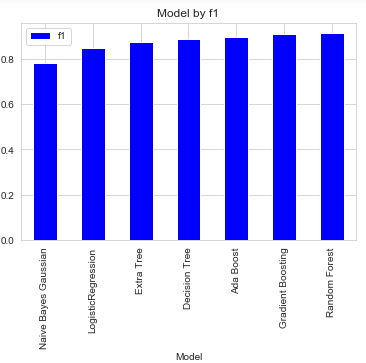 Model by f1
f1
0.8
0.6
0.4
0.2
0.0
Naive Bayes Gaussian
LogisticRegression
Extra Tree
Decision Tree
Ada Boost
Gradient Boosting
Random Forest
Model